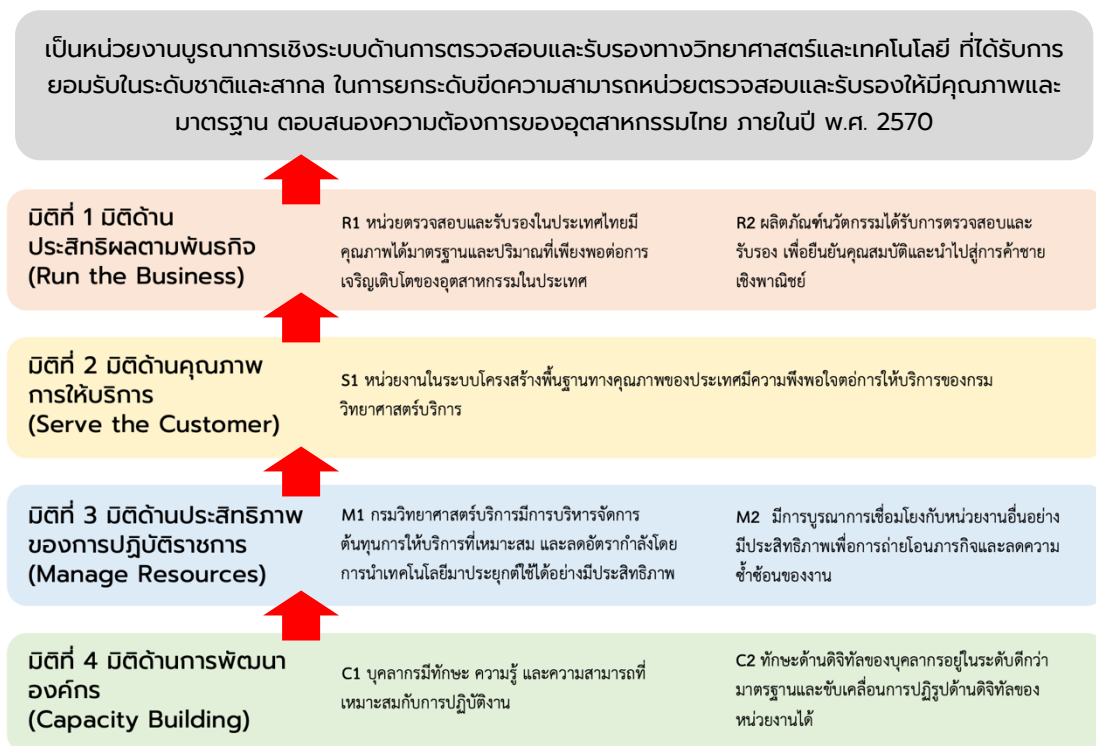 เป็นหน่วยงานบูรณาการเชิงระบบด้านการตรวจสอบและรับรองทางวิทยาศาสตร์และเทคโนโลยี ที่ได้รับการ
ยอมรับในระดับชาติและสากล ในการยกระดับขีดความสามารถหน่วยตรวจสอบและรับรองให้มีคุณภาพและ
มาตรฐาน ตอบสนองความต้องการของอุตสาหกรรมไทย ภายในปี พ.ศ. 2570
มิติที่ 1 มิติด้าน
ประสิทธิผลตามพันธกิจ
(Run the Business)
R1 หน่วยตรวจสอบและรับรองในประเทศไทยมี
คุณภาพได้มาตรฐานและปริมาณที่เพียงพอต่อการ
เจริญเติบโตของอุตสาหกรรมในประเทศ
R2 ผลิตภัณฑ์นวัตกรรมได้รับการตรวจสอบและ
รับรอง เพื่อยืนยันคุณสมบัติและนำไปสู่การค้าขาย
เชิงพาณิชย์
มิติที่ 2 มิติด้านคุณภาพ
การให้บริการ
(Serve the Customer)
S1 หน่วยงานในระบบโครงสร้างพื้นฐานทางคุณภาพของประเทศมีความพึงพอใจตอ่การให้บริการของกรม
วิทยาศาสตร์บริการ
มิติที่ 3 มิติด้านประสิทธิภาพ
ของการปฏิบัติราชการ
(Manage Resources)
M1 กรมวิทยาศาสตร์บริการมีการบริหารจัดการ
ต้นทุนการให้บริการที่เหมาะสม และลดอัตรากำลังโดย
การนำเทคโนโลยีมาประยุกต์ใช้ได้อย่างมีประสิทธิภาพ
M2 มีการบูรณาการเชื่อมโยงกับหน่วยงานอื่นอย่าง
มีประสิทธิภาพเพื่อการถ่ายโอนภารกิจและลดความ
ซ้ำซ้อนของงาน
มิติที่ 4 มิติด้านการพัฒนา
องค์กร
(Capacity Building)
C1 บุคลากรมีทักษะ ความรู้ และความสามารถที่
เหมาะสมกับการปฏิบัติงาน
C2 ทักษะด้านดิจิทัลของบุคลากรอยู่ในระดับดีกว่า
มาตรฐานและขับเคลื่อนการปฏิรูปด้านดิจิทัลของ
หน่วยงานได้